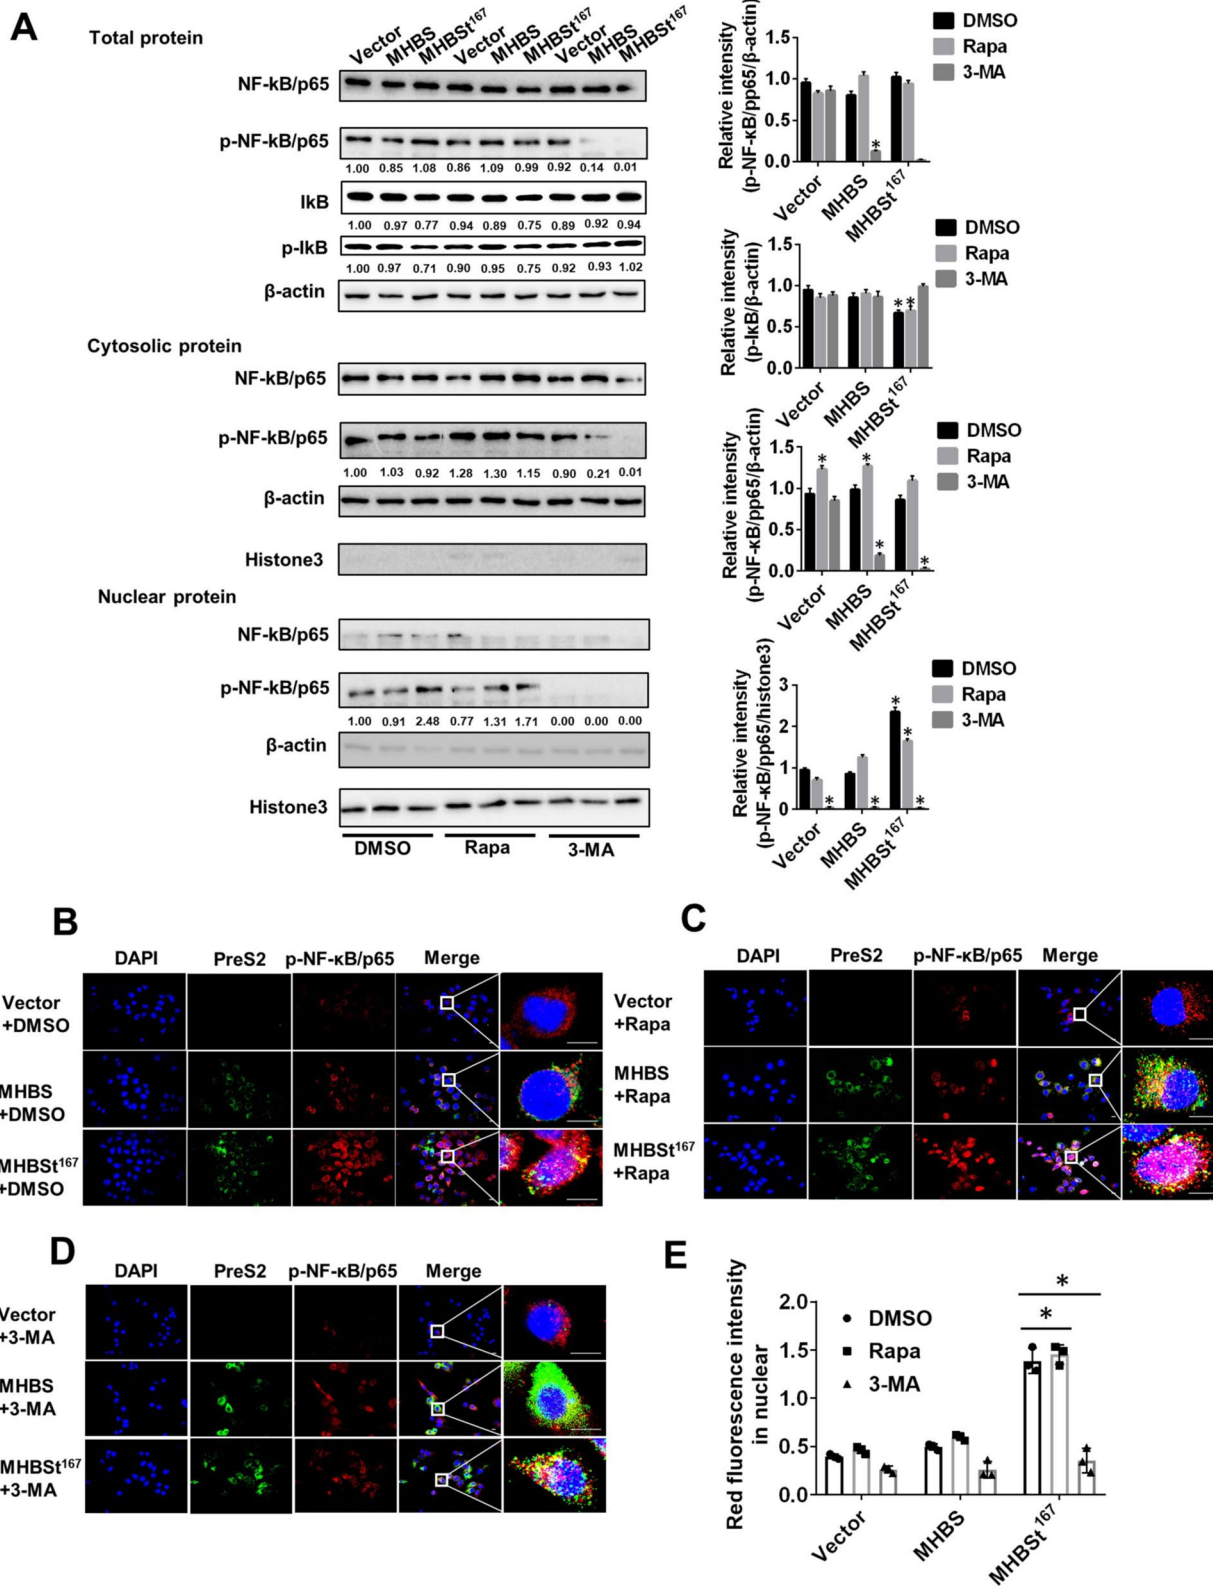 A
Total protein
Vector MHBS MHBSt167 Vector MHBS MHBSt167 Vector MHBS MHBSt167
NF-kB/p65
p-NF-kB/p65
1.00 0.85 1.08 0.86 1.09 0.99 0.92 0.14 0.01
IkB
1.00 0.97 0.77 0.94 0.89 0.75 0.89 0.92 0.94
p-IkB
1.00 0.97 0.71 0.90 0.95 0.75 0.92 0.93 1.02
β-actin
Cytosolic protein
NF-kB/p65
p-NF-kB/p65
1.00 1.03 0.92 1.28 1.30 1.15 0.90 0.21 0.01
β-actin
Histone3
Nuclear protein
NF-kB/p65
p-NF-kB/p65
1.00 0.91 2.48 0.77 1.31 1.71 0.00 0.00 0.00
β-actin
Histone3
DMSO Rapa 3-MA
Relative intensity
(p-NF-κB/pp65/β-actin)
1.5
1.0
0.5
0.0
*
DMSO
Rapa
3-MA
Vector MHBS MHBSt167
Relative intensity
(p-IκB/β-actin)
1.5
1.0
0.5
0.0
* *
DMSO
Rapa
3-MA
Vector MHBS MHBSt167
Relative intensity
(p-NF-κB/pp65/β-actin)
1.5
1.0
0.5
0.0
* * * *
DMSO
Rapa
3-MA
Vector MHBS MHBSt167
Relative intensity
(p-NF-κB/pp65/histone3)
3
2
1
0
* * * * *
DMSO
Rapa
3-MA
Vector MHBS MHBSt167
B
DAPI PreS2 p-NF-κB/p65 Merge
Vector
+DMSO
MHBS
+DMSO
MHBSt167
+DMSO
C
DAPI PreS2 p-NF-κB/p65 Merge
Vector
+Rapa
MHBS
+Rapa
MHBSt167
+Rapa
D
DAPI PreS2 p-NF-κB/p65 Merge
Vector
+3-MA
MHBS
+3-MA
MHBSt167
+3-MA
E
Red fluorescence intensity
in nuclear
2.0
1.5
1.0
0.5
0.0
DMSO
Rapa
3-MA
*
*
Vector MHBS MHBSt167